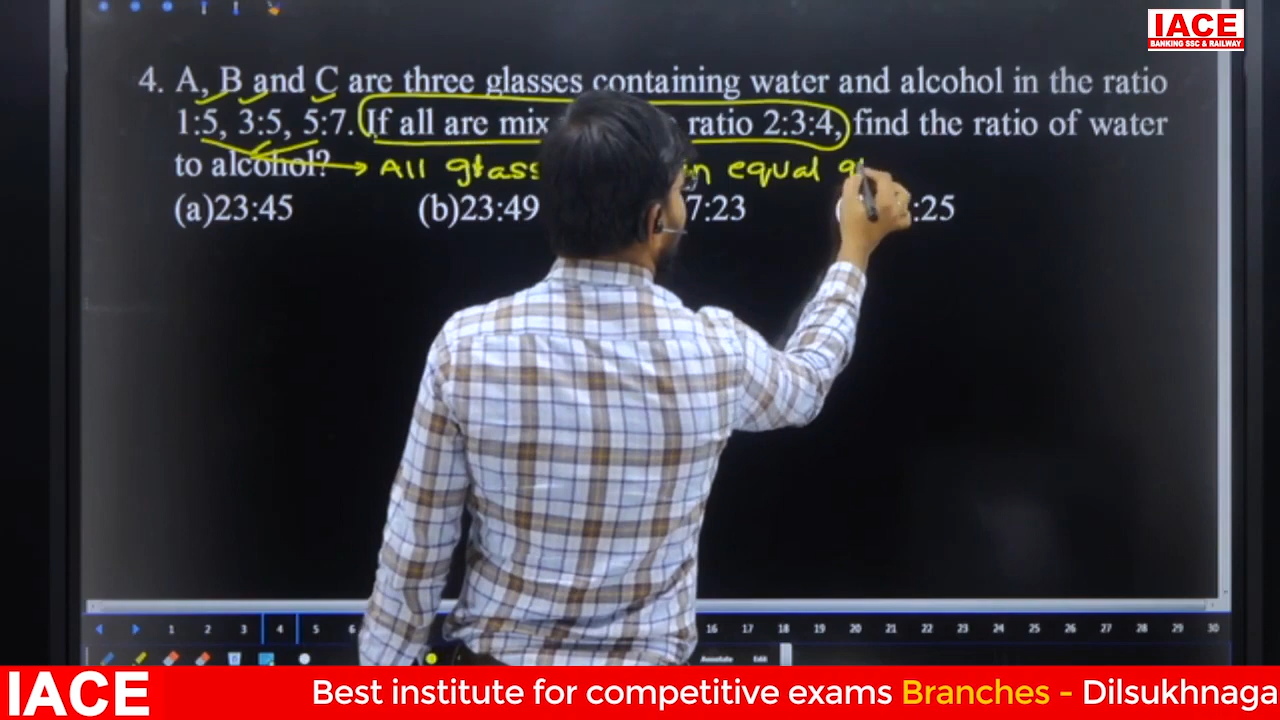 IACE
BANKING SSC & RAILWAY
4. A, B and C are three glasses containing water and alcohol in the ratio
1:5, 3:5, 5:7. If all are mix ratio 2:3:4, find the ratio of water
to alcohol?
All glass in equal
(a)23:45 (b)23:49 7:23 :25
1 2 3 4 5 6 16 17 18 19 20 21 22 23 24 25 26 27 28 29 30
Annotate Edit
IACE Best institute for competitive exams Branches - Dilsukhnaga